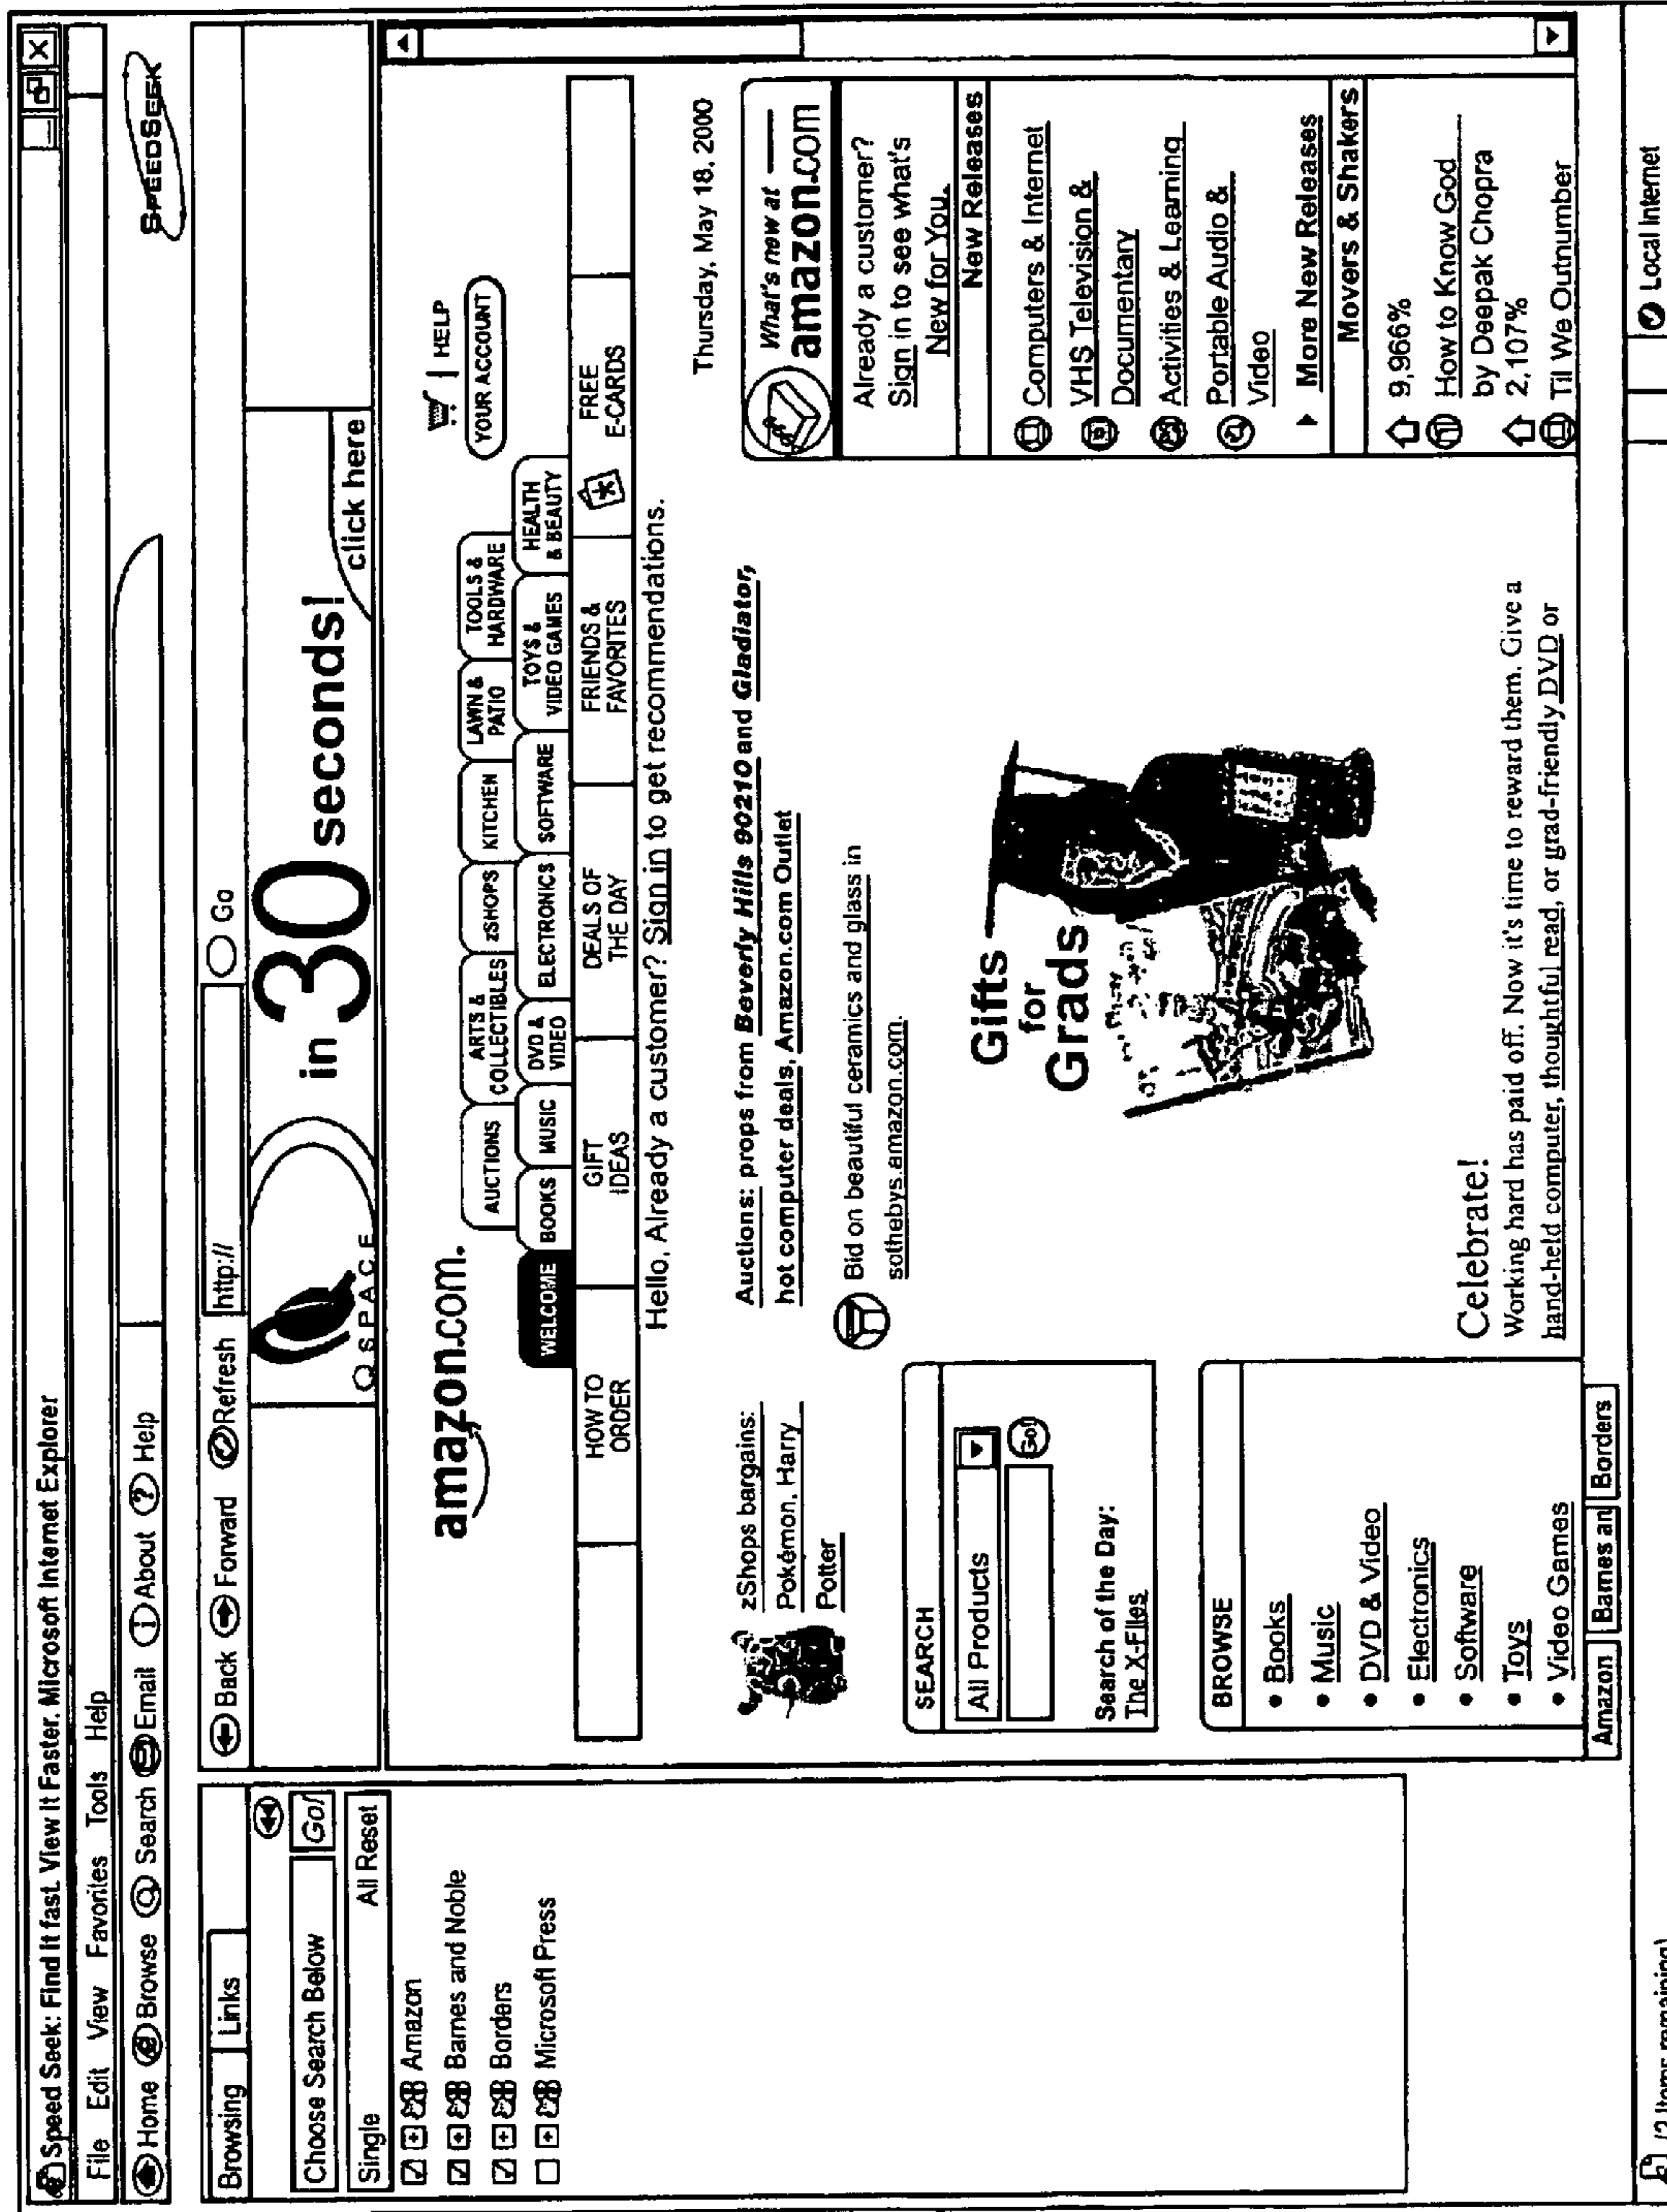 Speed Seek: Find It fast. View It Faster. Microsoft Internet Explorer
File Edit View Favorites Tools Help
Home Browse Search Email About Help
SPEEDSEEK
Browsing Links
Back Forward Refresh http:// Go
Choose Search Below Go!
Single All Reset
Amazon
Barnes and Noble
Borders
Microsoft Press
QSPACE in 30 seconds! click here
amazon.com.
HELP
YOUR ACCOUNT
AUCTIONS ARTS & COLLECTIBLES zSHOPS KITCHEN LAWN & PATIO TOOLS & HARDWARE
WELCOME BOOKS MUSIC DVD & VIDEO ELECTRONICS SOFTWARE TOYS & VIDEO GAMES HEALTH & BEAUTY
HOW TO ORDER GIFT IDEAS DEALS OF THE DAY FRIENDS & FAVORITES FREE E-CARDS
Hello, Already a customer? Sign in to get recommendations.
Thursday, May 18, 2000
zShops bargains:
Pokémon, Harry
Potter
SEARCH
All Products
Go!
Search of the Day:
The X-Files
BROWSE
• Books
• Music
• DVD & Video
• Electronics
• Software
• Toys
• Video Games
Auctions: props from Beverly Hills 90210 and Gladiator,
hot computer deals, Amazon.com Outlet
Bid on beautiful ceramics and glass in
sothebys.amazon.com.
Gifts
for
Grads
Celebrate!
Working hard has paid off. Now it's time to reward them. Give a
hand-held computer, thoughtful read, or grad-friendly DVD or
What's new at
amazon.com
Already a customer?
Sign in to see what's
New for You.
New Releases
Computers & Internet
VHS Television &
Documentary
Activities & Learning
Portable Audio &
Video
More New Releases
Movers & Shakers
9,966%
How to Know God
by Deepak Chopra
2,107%
Til We Outnumber
Amazon Barnes an Borders
(2 Items remaining)
Local Internet